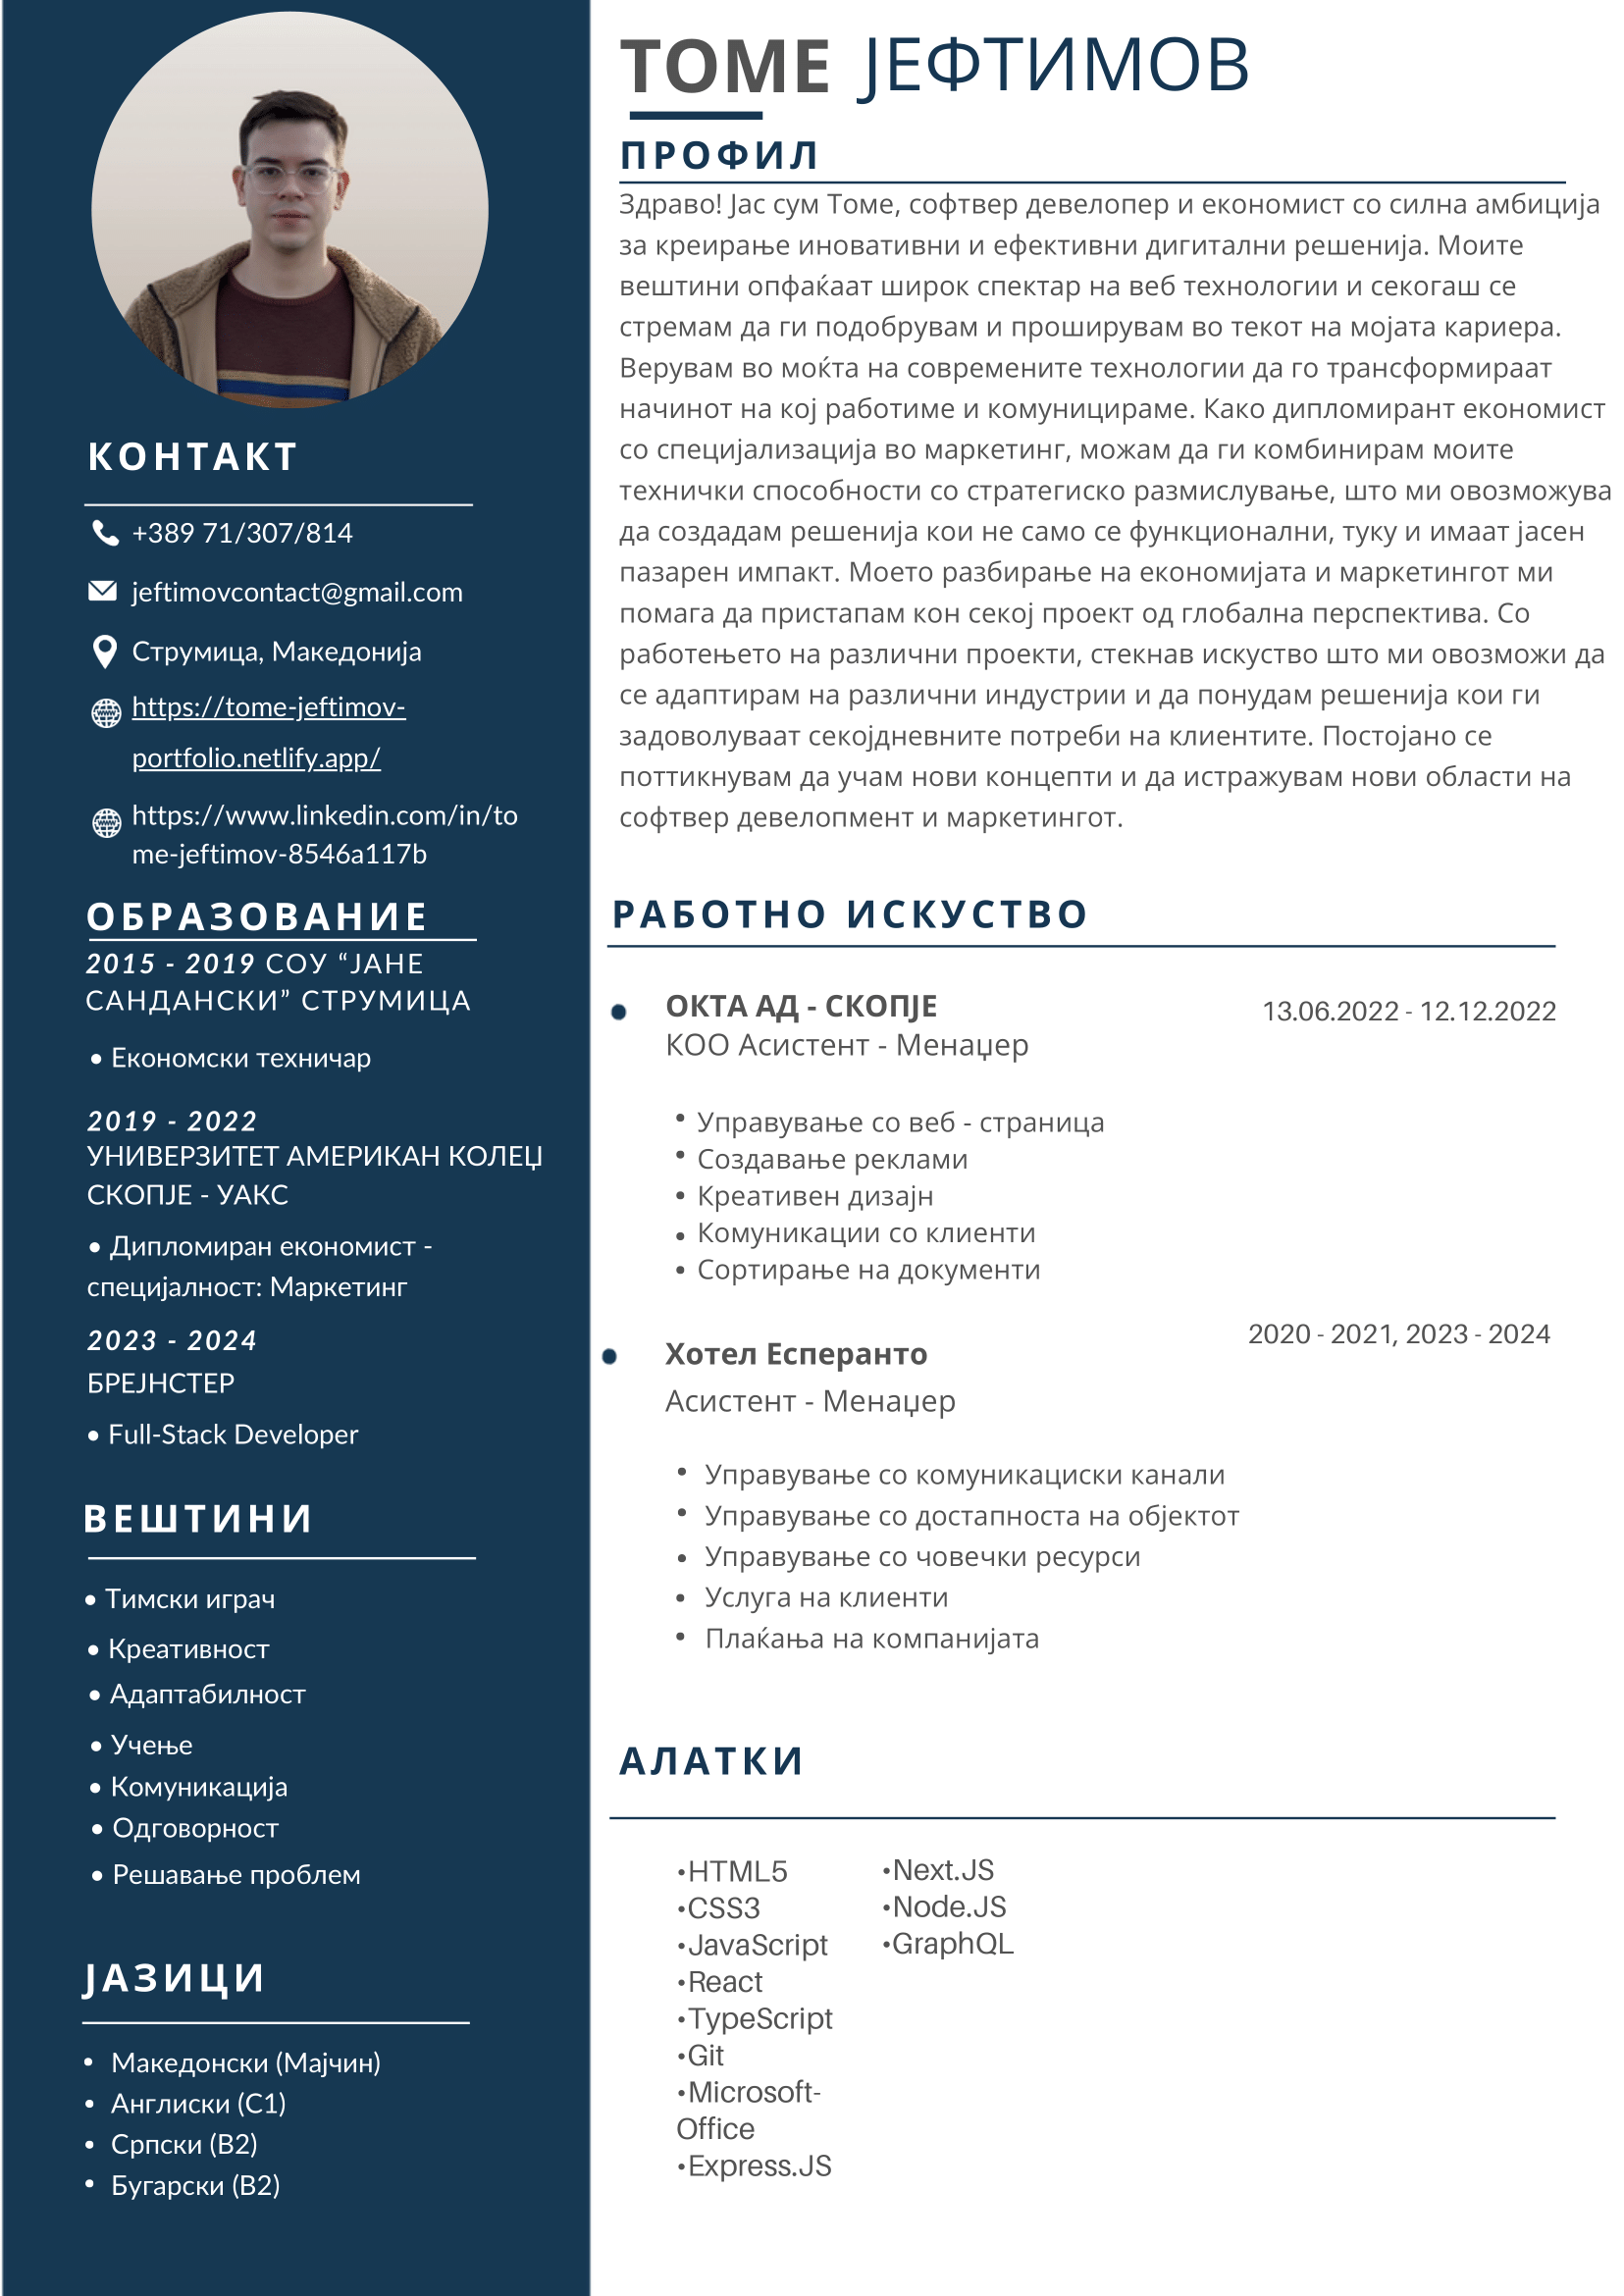 ТОМЕ ЈЕФТИМОВ
КОНТАКТ
+389 71/307/814
jeftimovcontact@gmail.com
Струмица, Македонија
https://tome-jeftimov-
portfolio.netlify.app/
https://www.linkedin.com/in/to
me-jeftimov-8546a117b
ОБРАЗОВАНИЕ
2015 - 2019 СОУ “ЈАНЕ
САНДАНСКИ” СТРУМИЦА
• Економски техничар
2019 - 2022
УНИВЕРЗИТЕТ АМЕРИКАН КОЛЕЏ
СКОПЈЕ - УАКС
• Дипломиран економист -
специјалност: Маркетинг
2023 - 2024
БРЕЈНСТЕР
• Full-Stack Developer
ВЕШТИНИ
• Тимски играч
• Креативност
• Адаптабилност
• Учење
• Комуникација
• Одговорност
• Решавање проблем
ЈАЗИЦИ
• Македонски (Мајчин)
• Англиски (C1)
• Српски (B2)
• Бугарски (B2)
ПРОФИЛ
Здраво! Јас сум Томе, софтвер девелопер и економист со силна амбиција
за креирање иновативни и ефективни дигитални решенија. Моите
вештини опфаќаат широк спектар на веб технологии и секогаш се
стремам да ги подобрувам и проширувам во текот на мојата кариера.
Верувам во моќта на современите технологии да го трансформираат
начинот на кој работиме и комуницираме. Како дипломирант економист
со специјализација во маркетинг, можам да ги комбинирам моите
технички способности со стратегиско размислување, што ми овозможува
да создадам решенија кои не само се функционални, туку и имаат јасен
пазарен импакт. Моето разбирање на економијата и маркетингот ми
помага да пристапам кон секој проект од глобална перспектива. Со
работењето на различни проекти, стекнав искуство што ми овозможи да
се адаптирам на различни индустрии и да понудам решенија кои ги
задоволуваат секојдневните потреби на клиентите. Постојано се
поттикнувам да учам нови концепти и да истражувам нови области на
софтвер девелопмент и маркетингот.
РАБОТНО ИСКУСТВО
ОКТА АД - СКОПЈЕ 13.06.2022 - 12.12.2022
КОО Асистент - Менаџер
• Управување со веб - страница
• Создавање реклами
• Креативен дизајн
• Комуникации со клиенти
• Сортирање на документи
2020 - 2021, 2023 - 2024
Хотел Есперанто
Асистент - Менаџер
• Управување со комуникациски канали
• Управување со достапноста на објектот
• Управување со човечки ресурси
• Услуга на клиенти
• Плаќања на компанијата
АЛАТКИ
•HTML5
•CSS3
•JavaScript
•React
•TypeScript
•Git
•Microsoft-
Office
•Express.JS
•Next.JS
•Node.JS
•GraphQL